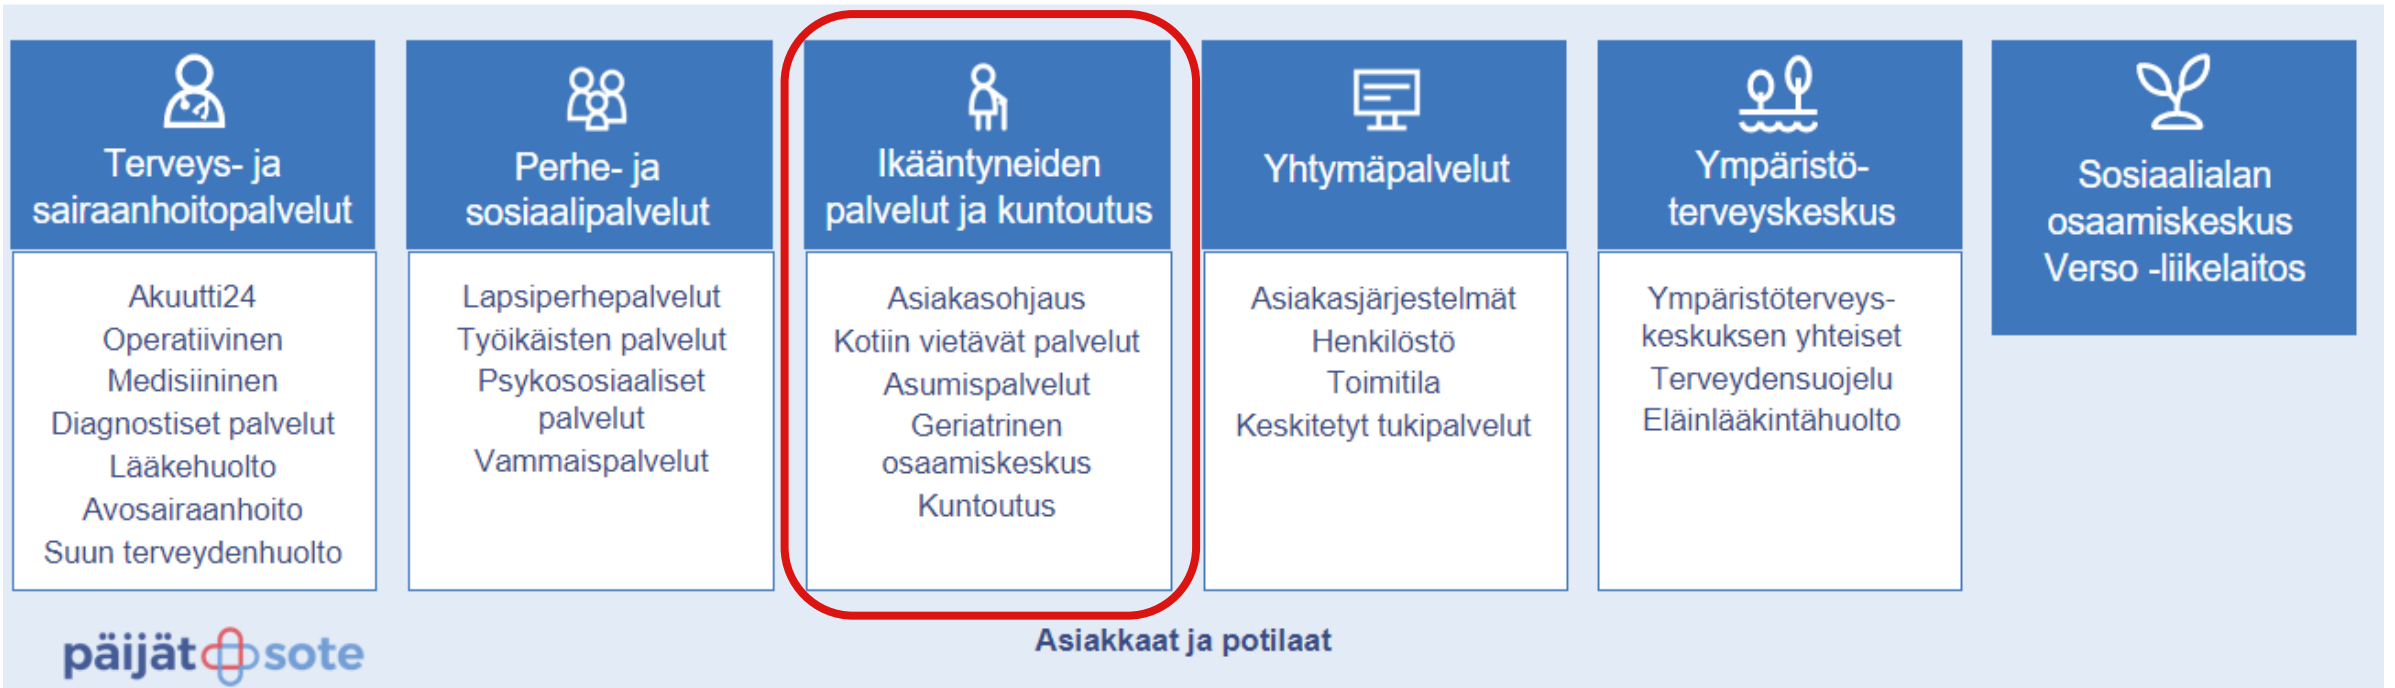 Terveys- ja
sairaanhoitopalvelut
Akuutti24
Operatiivinen
Medisiininen
Diagnostiset palvelut
Lääkehuolto
Avosairaanhoito
Suun terveydenhuolto
Perhe- ja
sosiaalipalvelut
Lapsiperhepalvelut
Työikäisten palvelut
Psykososiaaliset
palvelut
Vammaispalvelut
Ikääntyneiden
palvelut ja kuntoutus
Asiakasohjaus
Kotiin vietävät palvelut
Asumispalvelut
Geriatrinen
osaamiskeskus
Kuntoutus
Yhtymäpalvelut
Asiakasjärjestelmät
Henkilöstö
Toimitila
Keskitetyt tukipalvelut
Ympäristö-
terveyskeskus
Ympäristöterveys-
keskuksen yhteiset
Terveydensuojelu
Eläinlääkintähuolto
Sosiaalialan
osaamiskeskus
Verso -liikelaitos
päijät sote
Asiakkaat ja potilaat